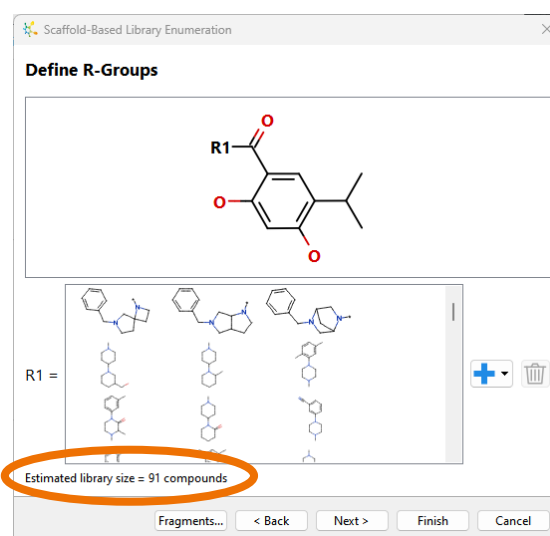 Scaffold-Based Library Enumeration
Define R-Groups
O
R1
O
O
R1 =
Estimated library size = 91 compounds
Fragments... < Back Next > Finish Cancel